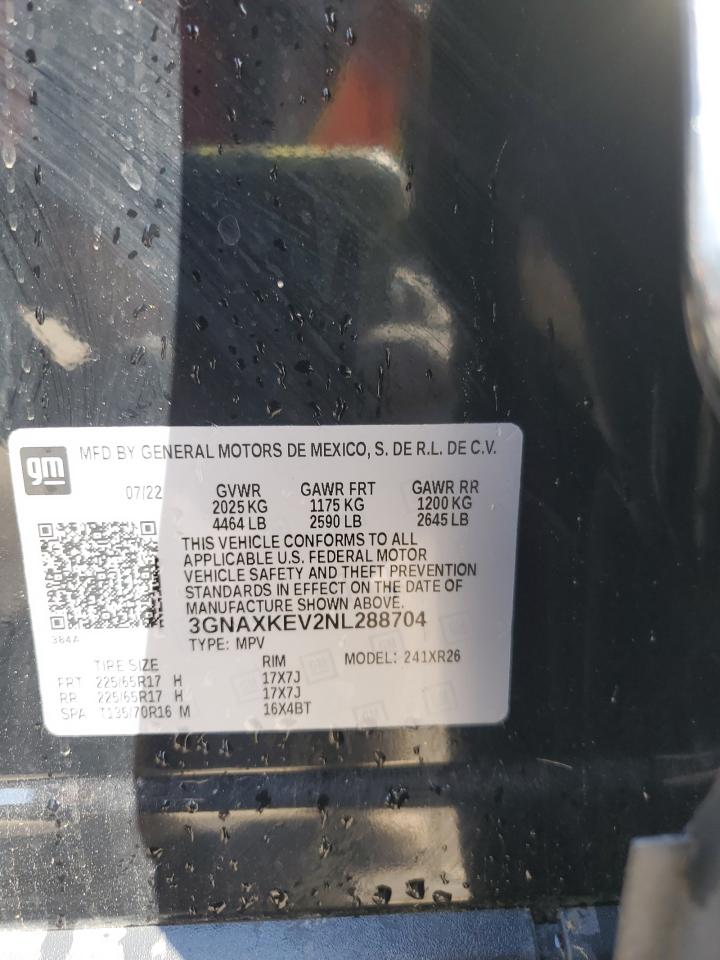 gm MFD BY GENERAL MOTORS DE MEXICO, S. DE R.L. DE C.V.
07/22 GVWR GAWR FRT GAWR RR
2025 KG 1175 KG 1200 KG
4464 LB 2590 LB 2645 LB
THIS VEHICLE CONFORMS TO ALL
APPLICABLE U.S. FEDERAL MOTOR
VEHICLE SAFETY AND THEFT PREVENTION
STANDARDS IN EFFECT ON THE DATE OF
MANUFACTURE SHOWN ABOVE.
3GNAXKEV2NL288704
384A TYPE: MPV
TIRE SIZE RIM MODEL: 241XR26
FRT 225/65R17 H 17X7J
RR 225/65R17 H 17X7J
SPA T135/70R16 M 16X4BT